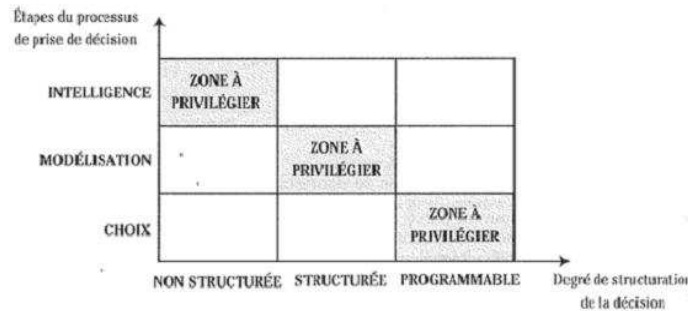 Étapes du processus
de prise de décision
INTELLIGENCE
ZONE À
PRIVILÉGIER
MODÉLISATION
ZONE À
PRIVILÉGIER
CHOIX
ZONE À
PRIVILÉGIER
NON STRUCTURÉE STRUCTURÉE PROGRAMMABLE
Degré de structuration
de la décision